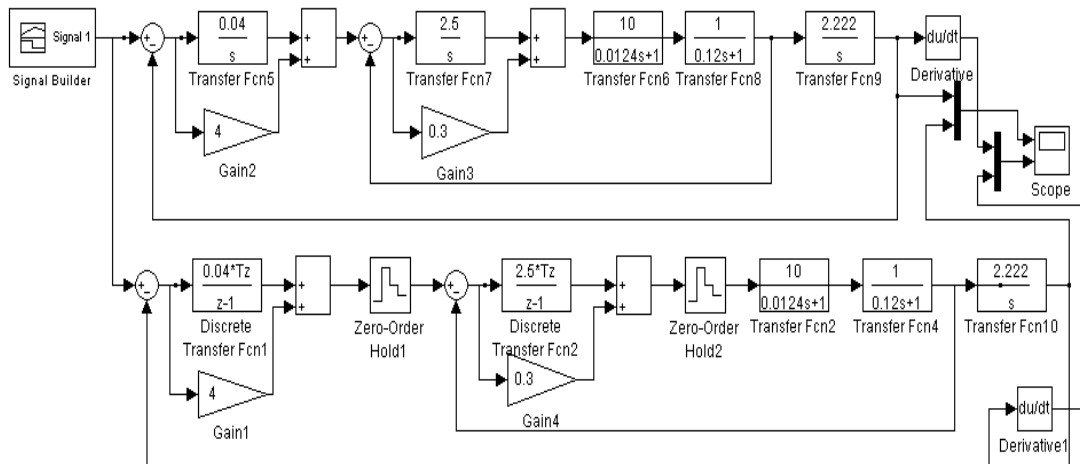 Signal 1
Signal Builder
+
-
0.04
s
Transfer Fcn5
4
Gain2
+
+
+
-
2.5
s
Transfer Fcn7
0.3
Gain3
+
+
10
0.0124s+1
Transfer Fcn6
1
0.12s+1
Transfer Fcn8
2.222
s
Transfer Fcn9
du/dt
Derivative
Scope
+
-
0.04*Tz
z-1
Discrete
Transfer Fcn1
4
Gain1
+
+
Zero-Order
Hold1
+
-
2.5*Tz
z-1
Discrete
Transfer Fcn2
0.3
Gain4
+
+
Zero-Order
Hold2
10
0.0124s+1
Transfer Fcn2
1
0.12s+1
Transfer Fcn4
2.222
s
Transfer Fcn10
du/dt
Derivative1